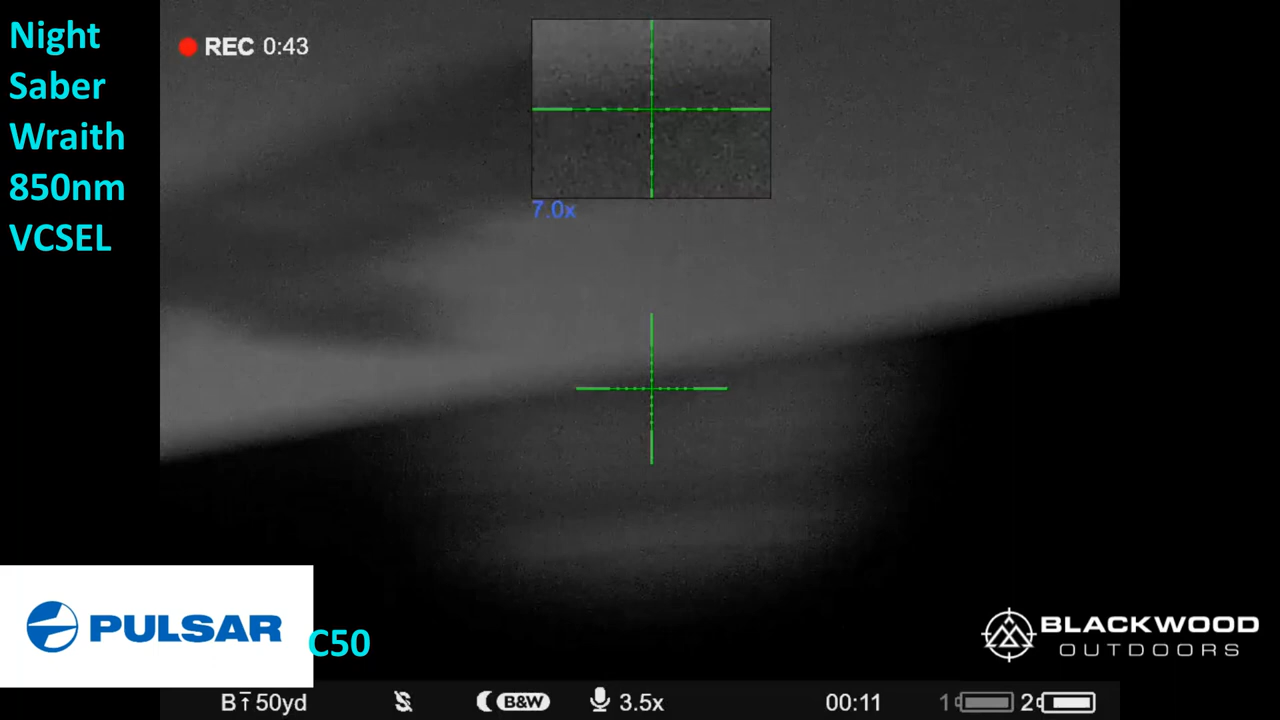 Night
Saber
Wraith
850nm
VCSEL
REC 0:43
7.0x
PULSAR
C50
BLACKWOOD
OUTDOORS
B 50yd
B&W
3.5x
00:11
1
2